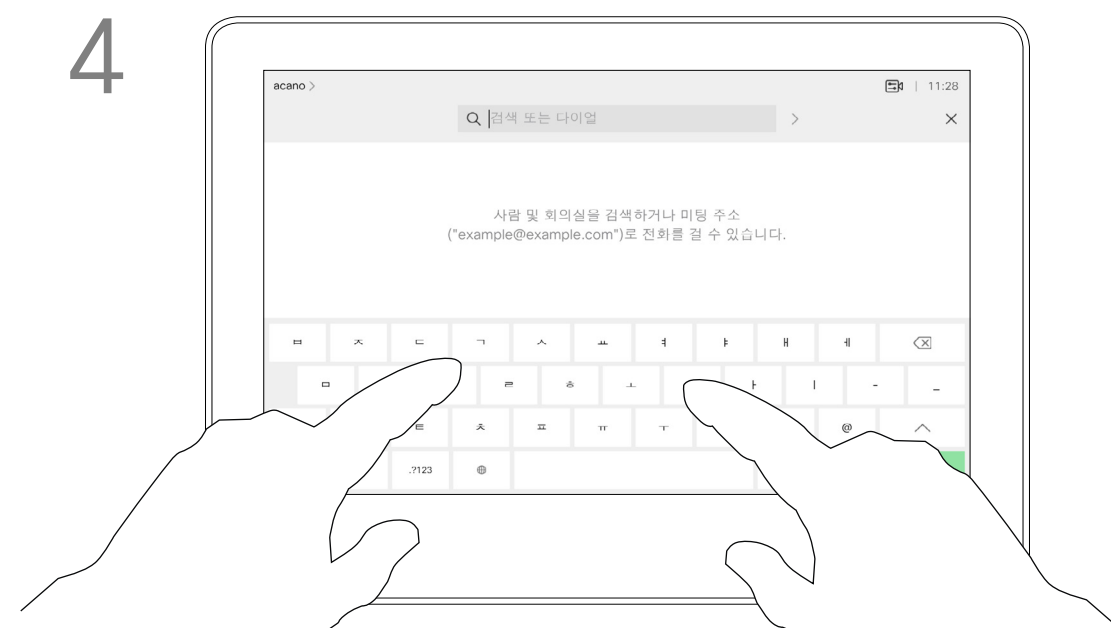 4
acano >
11:28
검색 또는 다이얼
사람 및 회의실을 검색하거나 미팅 주소
("example@example.com")로 전화를 걸 수 있습니다.
ㅂ ㅈ ㄷ ㄱ ㅅ ㅛ ㅕ ㅑ ㅐ ㅔ
ㅁ ㄹ ㅎ ㅗ ㅏ ㅣ - _
ㅌ ㅊ ㅍ ㅠ ㅜ @
.?123